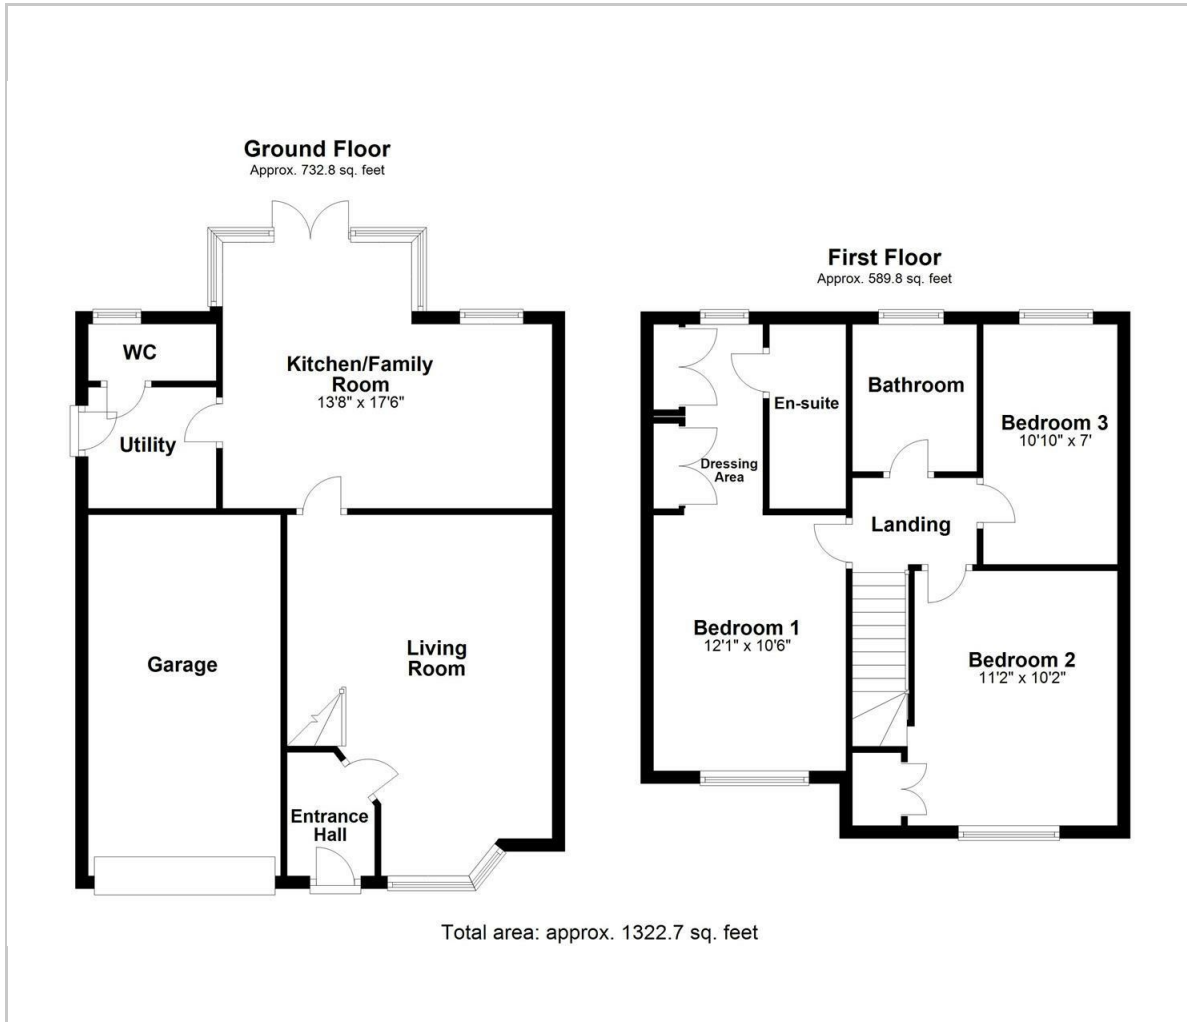 Ground Floor
Approx. 732.8 sq. feet
WC
Utility
Kitchen/Family
Room
13'8" x 17'6"
Garage
Living
Room
Entrance
Hall
First Floor
Approx. 589.8 sq. feet
En-suite
Dressing
Area
Bathroom
Bedroom 3
10'10" x 7'
Landing
Bedroom 1
12'1" x 10'6"
Bedroom 2
11'2" x 10'2"
Total area: approx. 1322.7 sq. feet